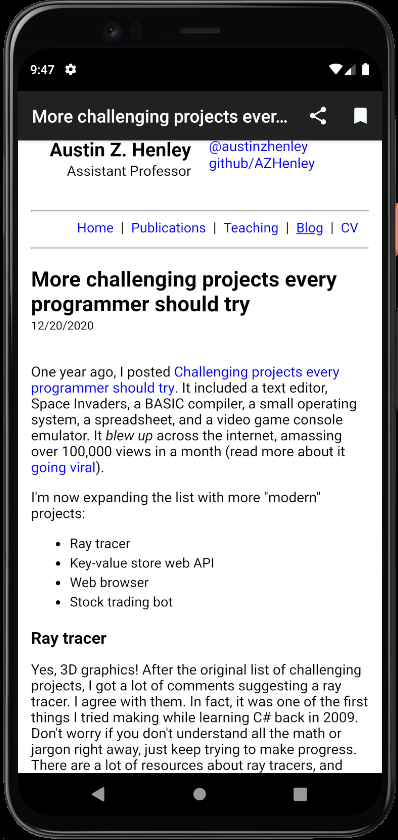 9:47
More challenging projects ever...
Austin Z. Henley
Assistant Professor
@austinzhenley
github/AZHenley
Home | Publications | Teaching | Blog | CV
More challenging projects every
programmer should try
12/20/2020
One year ago, I posted Challenging projects every
programmer should try. It included a text editor,
Space Invaders, a BASIC compiler, a small operating
system, a spreadsheet, and a video game console
emulator. It blew up across the internet, amassing
over 100,000 views in a month (read more about it
going viral).
I'm now expanding the list with more "modern"
projects:
• Ray tracer
• Key-value store web API
• Web browser
• Stock trading bot
Ray tracer
Yes, 3D graphics! After the original list of challenging
projects, I got a lot of comments suggesting a ray
tracer. I agree with them. In fact, it was one of the first
things I tried making while learning C# back in 2009.
Don't worry if you don't understand all the math or
jargon right away, just keep trying to make progress.
There are a lot of resources about ray tracers, and